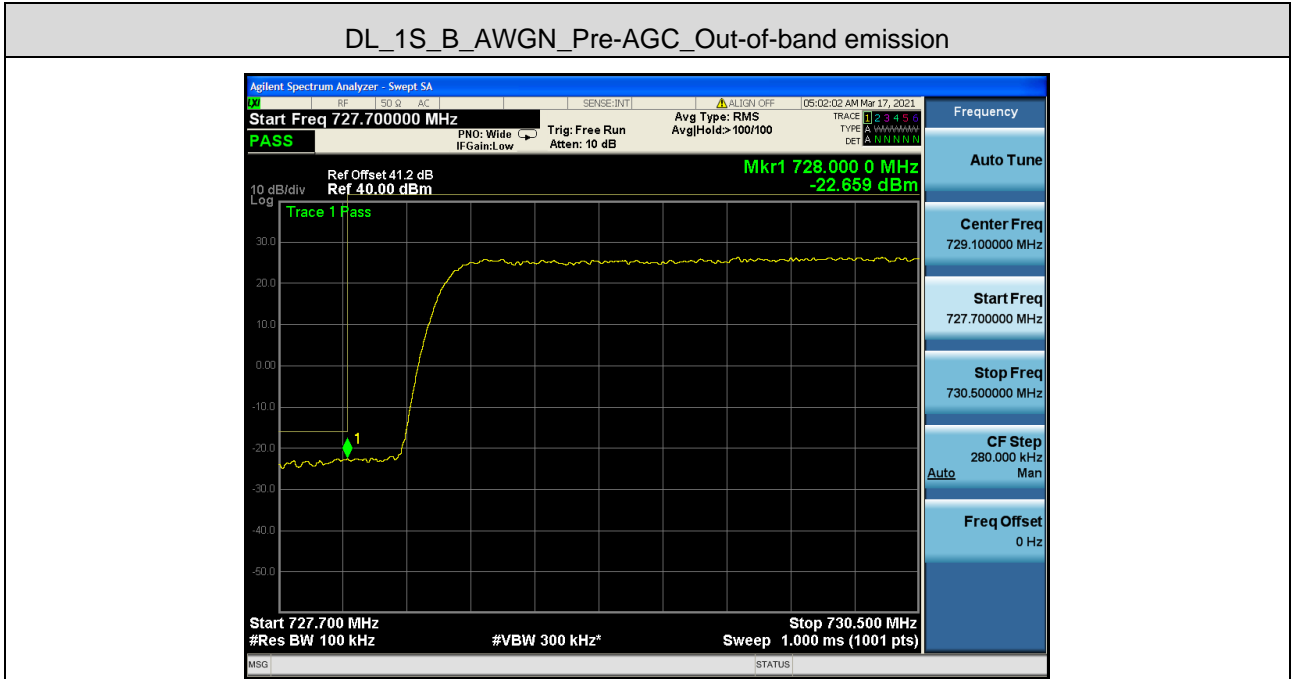 DL_1S_B_AWGN_Pre-AGC_Out-of-band emission
Agilent Spectrum Analyzer - Swept SA
LXI RF 50 Ω AC SENSE:INT ALIGN OFF 05:02:02 AM Mar 17, 2021
Start Freq 727.700000 MHz
PASS
PNO: Wide
IFGain:Low
Trig: Free Run
Atten: 10 dB
Avg Type: RMS
Avg|Hold:>100/100
TRACE 1 2 3 4 5 6
TYPE A WWWWW
DET A N N N N N
Mkr1 728.000 0 MHz
-22.659 dBm
Ref Offset 41.2 dB
10 dB/div Ref 40.00 dBm
Log
Trace 1 Pass
30.0
20.0
10.0
0.00
-10.0
-20.0
-30.0
-40.0
-50.0
1
Start 727.700 MHz
Stop 730.500 MHz
#Res BW 100 kHz
#VBW 300 kHz*
Sweep 1.000 ms (1001 pts)
MSG
STATUS
Frequency
Auto Tune
Center Freq
729.100000 MHz
Start Freq
727.700000 MHz
Stop Freq
730.500000 MHz
CF Step
280.000 kHz
Auto Man
Freq Offset
0 Hz